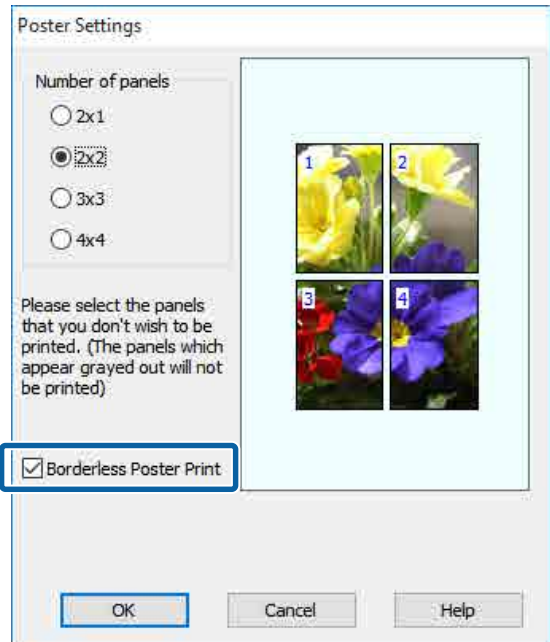 Poster Settings
Number of panels
2x1
2x2
3x3
4x4
Please select the panels
that you don't wish to be
printed. (The panels which
appear grayed out will not
be printed)
Borderless Poster Print
1
2
3
4
OK
Cancel
Help